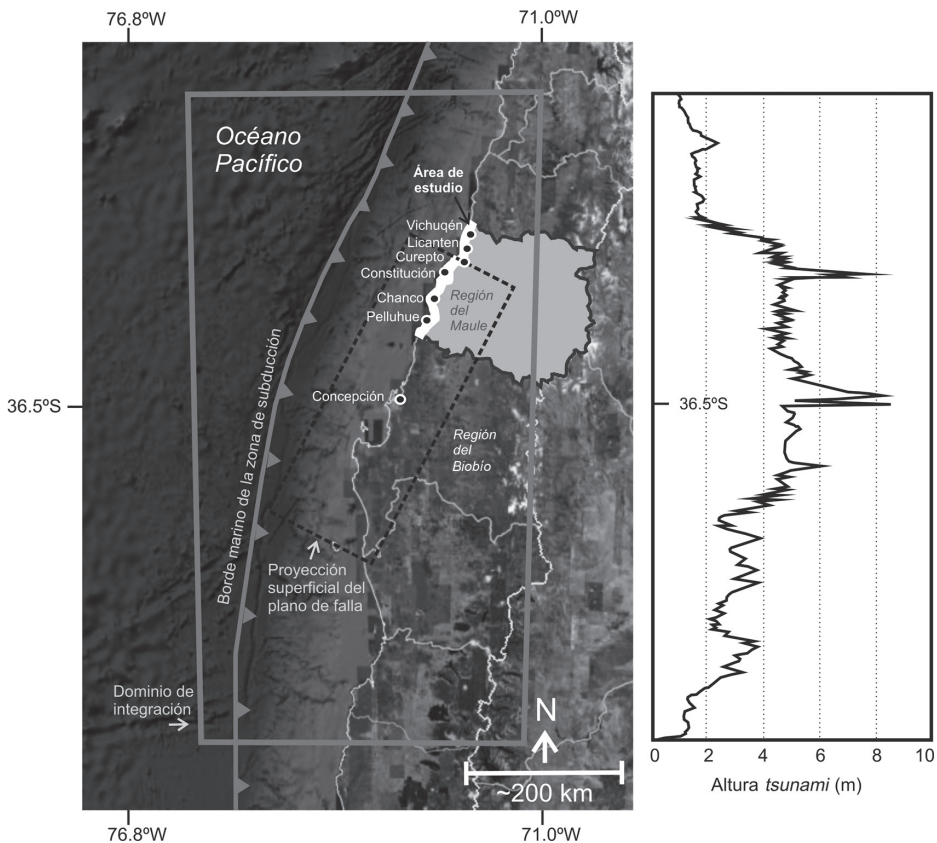 76.8ºW
71.0ºW
Océano
Pacífico
Área de
estudio
Vichuqén
Licanten
Curepto
Constitución
Chanco
Pelluhue
Región
del
Maule
Borde marino de la zona de subducción
36.5ºS
Concepción
36.5ºS
Región
del
Biobío
Proyección
superficial del
plano de falla
Dominio de
integración
N
~200 km
0
2
4
6
8
10
Altura tsunami (m)
76.8ºW
71.0ºW